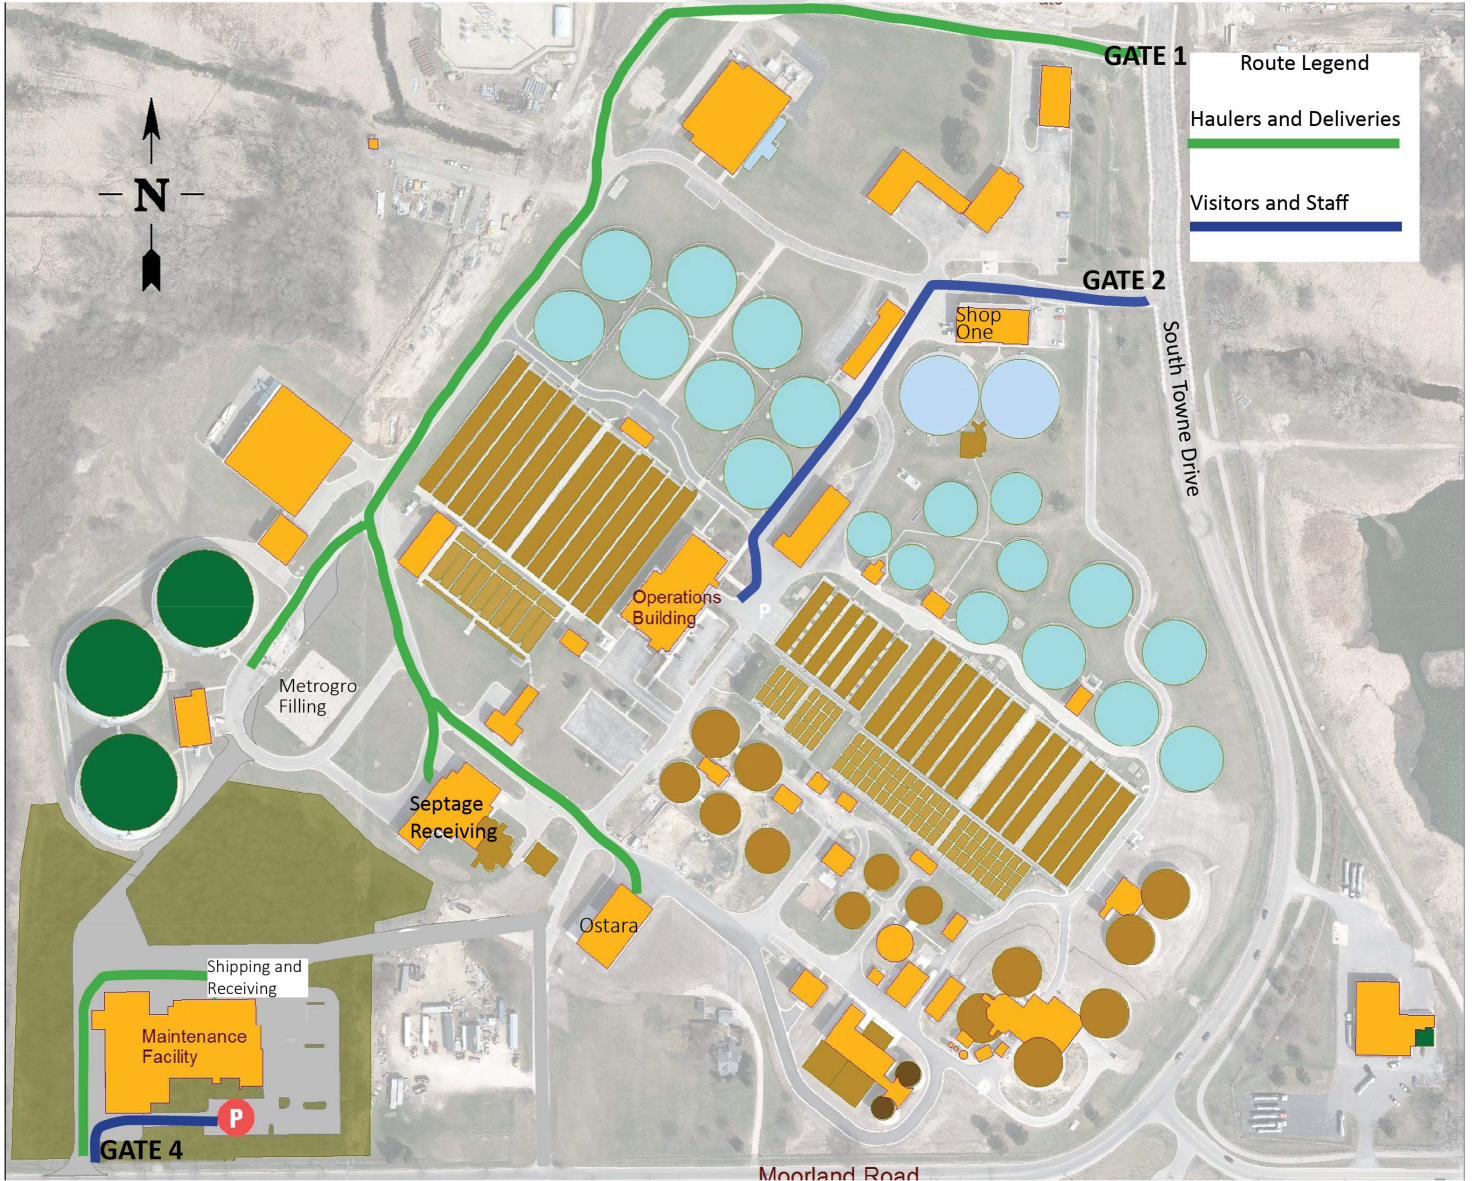 GATE 1
Route Legend
Haulers and Deliveries
Visitors and Staff
N
GATE 2
Shop
One
South Towne Drive
Operations
Building
P
Metrogro
Filling
Septage
Receiving
Ostara
Shipping and
Receiving
Maintenance
Facility
P
GATE 4
Moorland Road